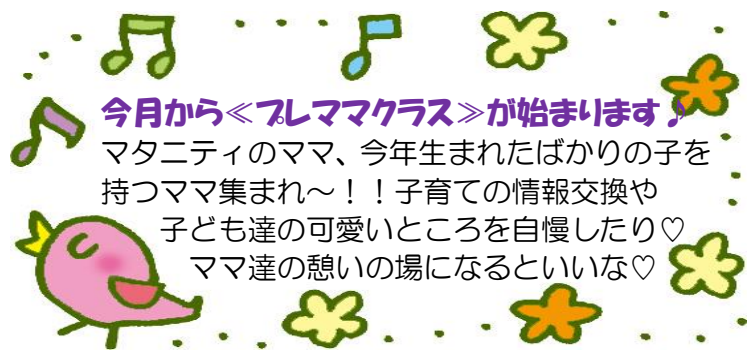 今月から≪プレママクラス≫が始まります♪
マタニティのママ、今年生まれたばかりの子を
持つママ集まれ～！！子育ての情報交換や
子ども達の可愛いところを自慢したり♡
ママ達の憩いの場になるといいな♡